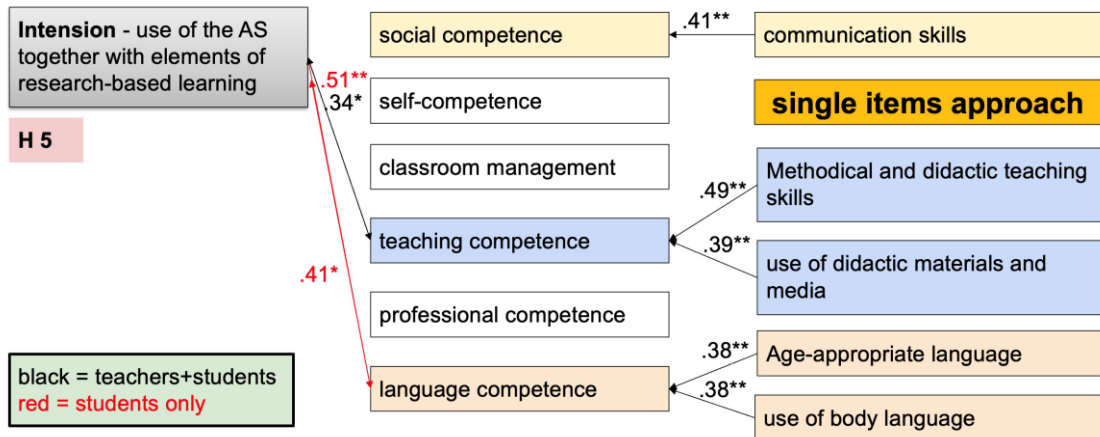 Intension - use of the AS
together with elements of
research-based learning
H 5
.51**
.34*
.41*
black = teachers+students
red = students only
social competence
self-competence
classroom management
teaching competence
professional competence
language competence
.41**
.49**
.39**
.38**
.38**
communication skills
single items approach
Methodical and didactic teaching
skills
use of didactic materials and
media
Age-appropriate language
use of body language